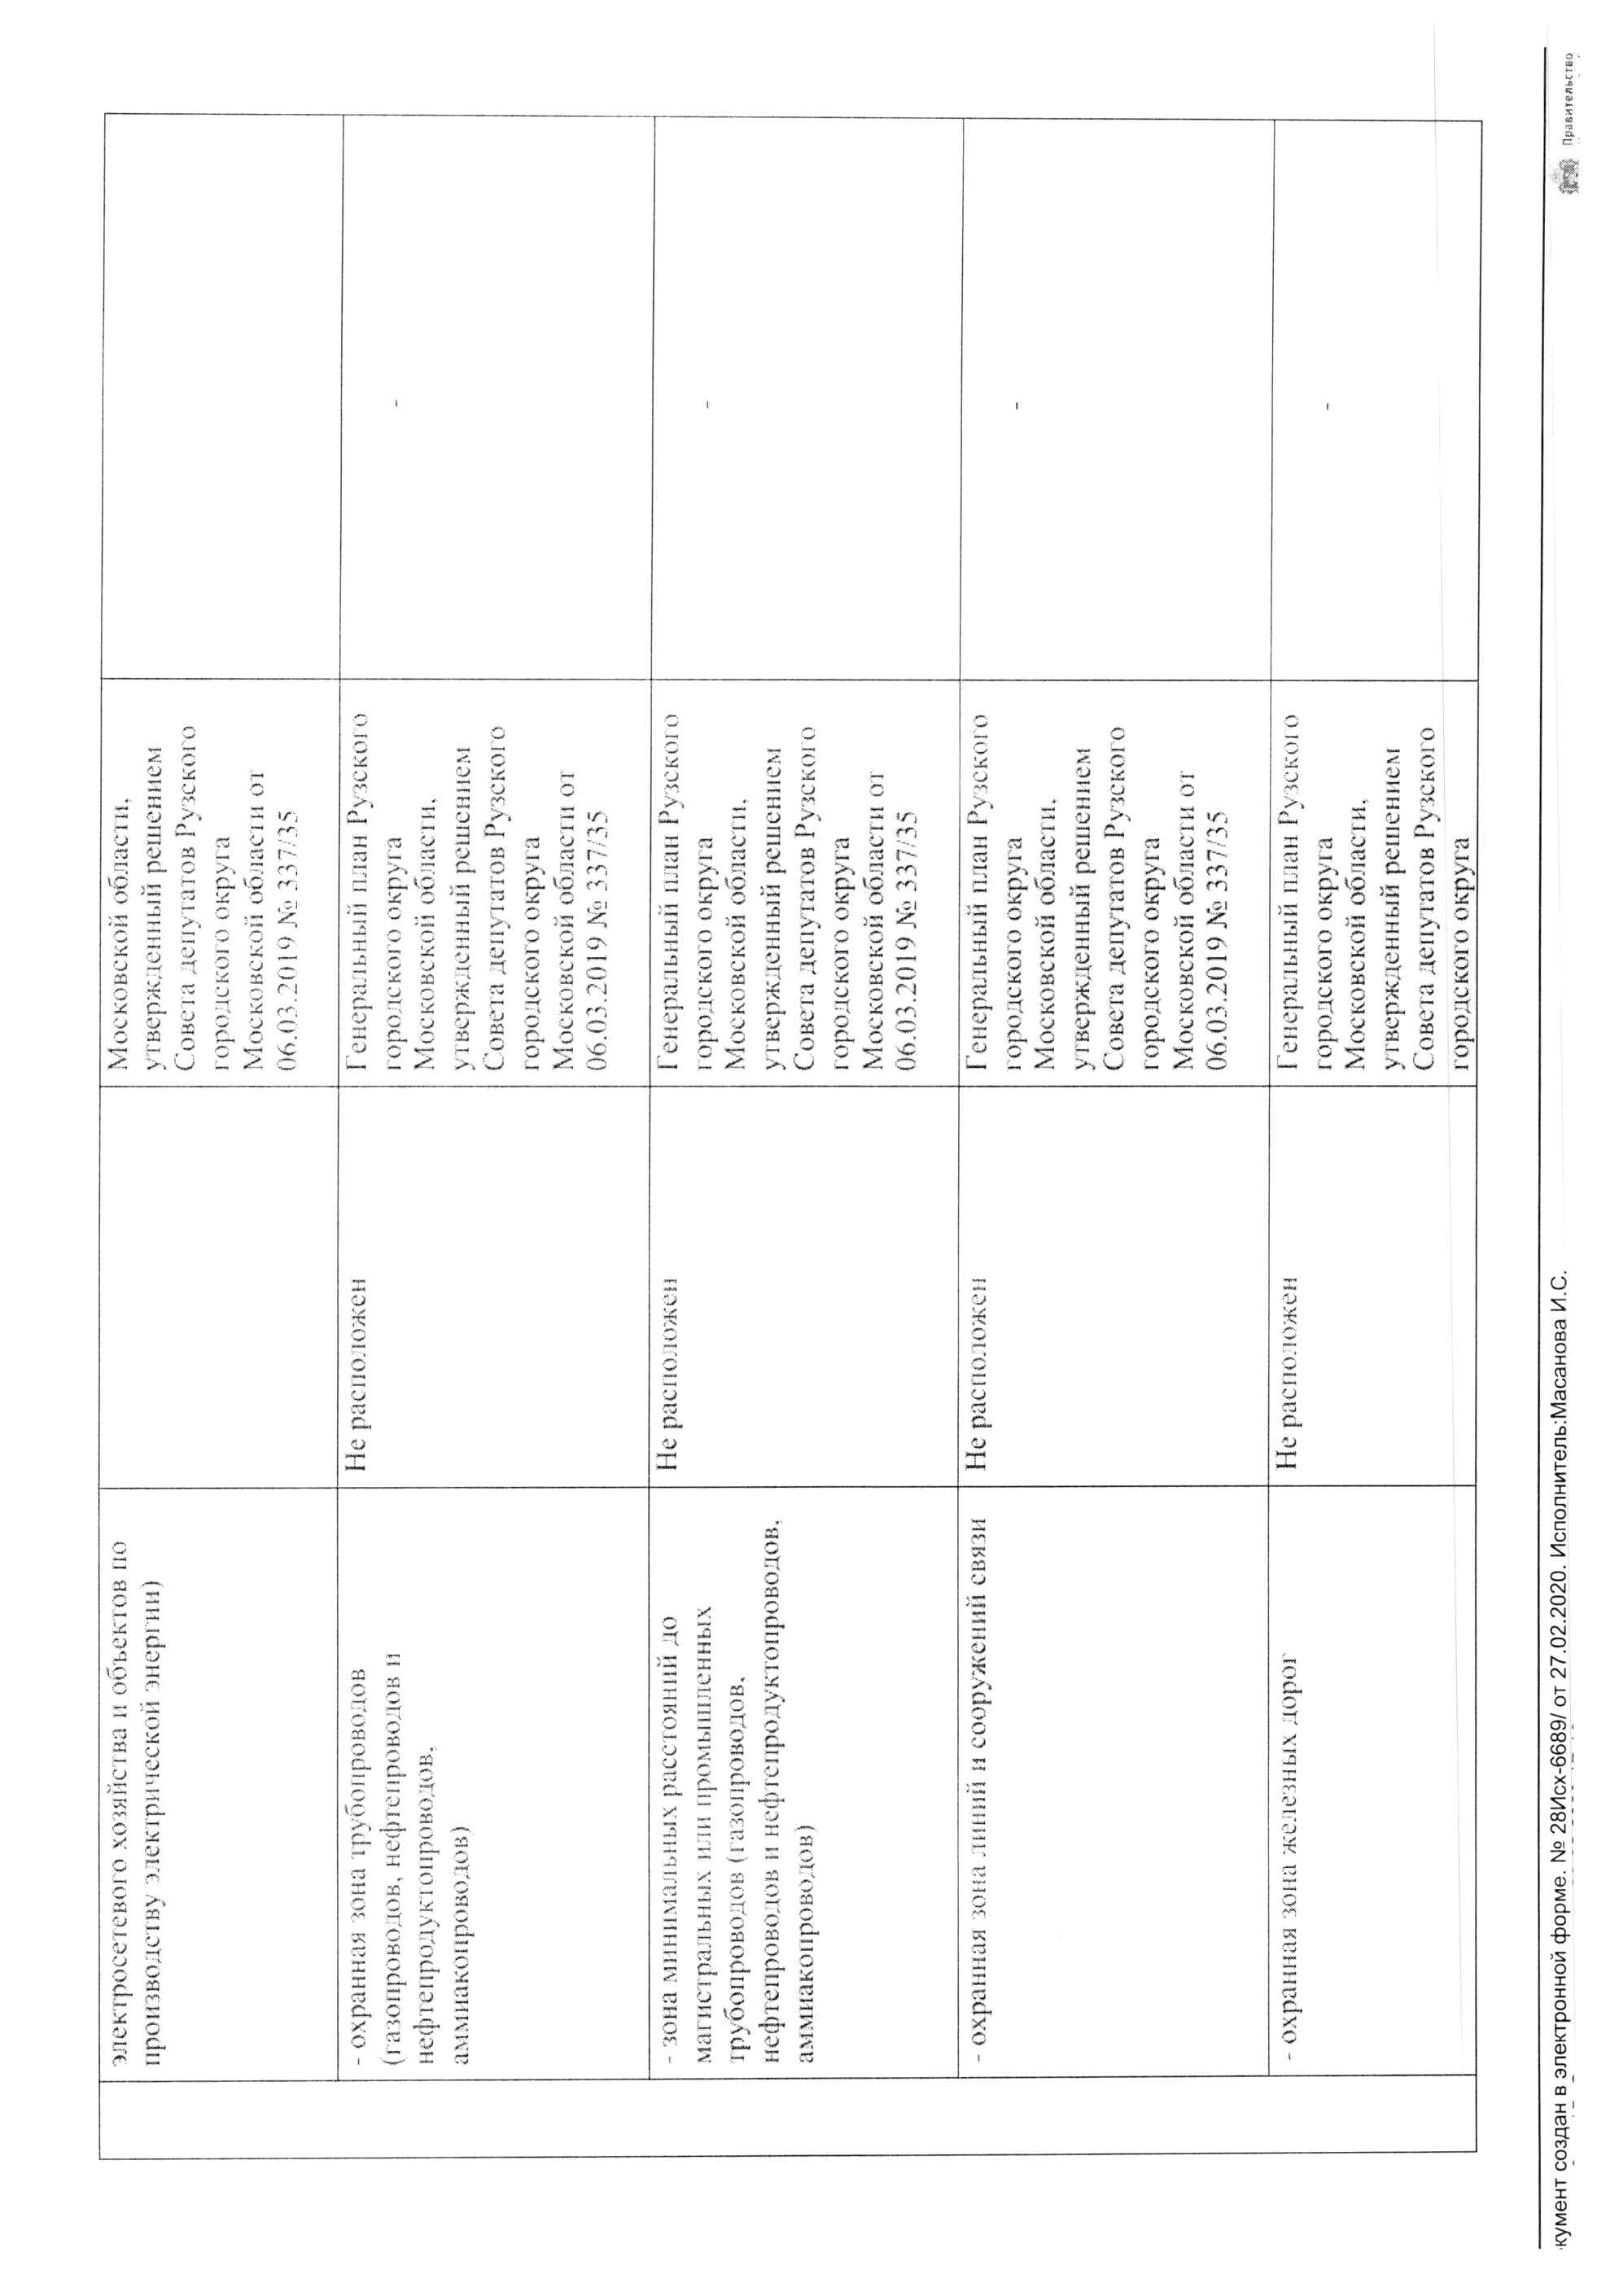 электросетевого хозяйства и объектов по
производству электрической энергии)
Московской области,
утвержденный решением
Совета депутатов Рузского
городского округа
Московской области от
06.03.2019 № 337/35
- охранная зона трубопроводов
(газопроводов, нефтепроводов и
нефтепродуктопроводов,
аммиакопроводов)
Не расположен
Генеральный план Рузского
городского округа
Московской области,
утвержденный решением
Совета депутатов Рузского
городского округа
Московской области от
06.03.2019 № 337/35
-
- зона минимальных расстояний до
магистральных или промышленных
трубопроводов (газопроводов,
нефтепроводов и нефтепродуктопроводов,
аммиакопроводов)
Не расположен
Генеральный план Рузского
городского округа
Московской области,
утвержденный решением
Совета депутатов Рузского
городского округа
Московской области от
06.03.2019 № 337/35
-
- охранная зона линий и сооружений связи
Не расположен
Генеральный план Рузского
городского округа
Московской области,
утвержденный решением
Совета депутатов Рузского
городского округа
Московской области от
06.03.2019 № 337/35
-
- охранная зона железных дорог
Не расположен
Генеральный план Рузского
городского округа
Московской области,
утвержденный решением
Совета депутатов Рузского
городского округа
-
кумент создан в электронной форме. № 28Исх-6689/ от 27.02.2020. Исполнитель:Масанова И.С.
Правительство